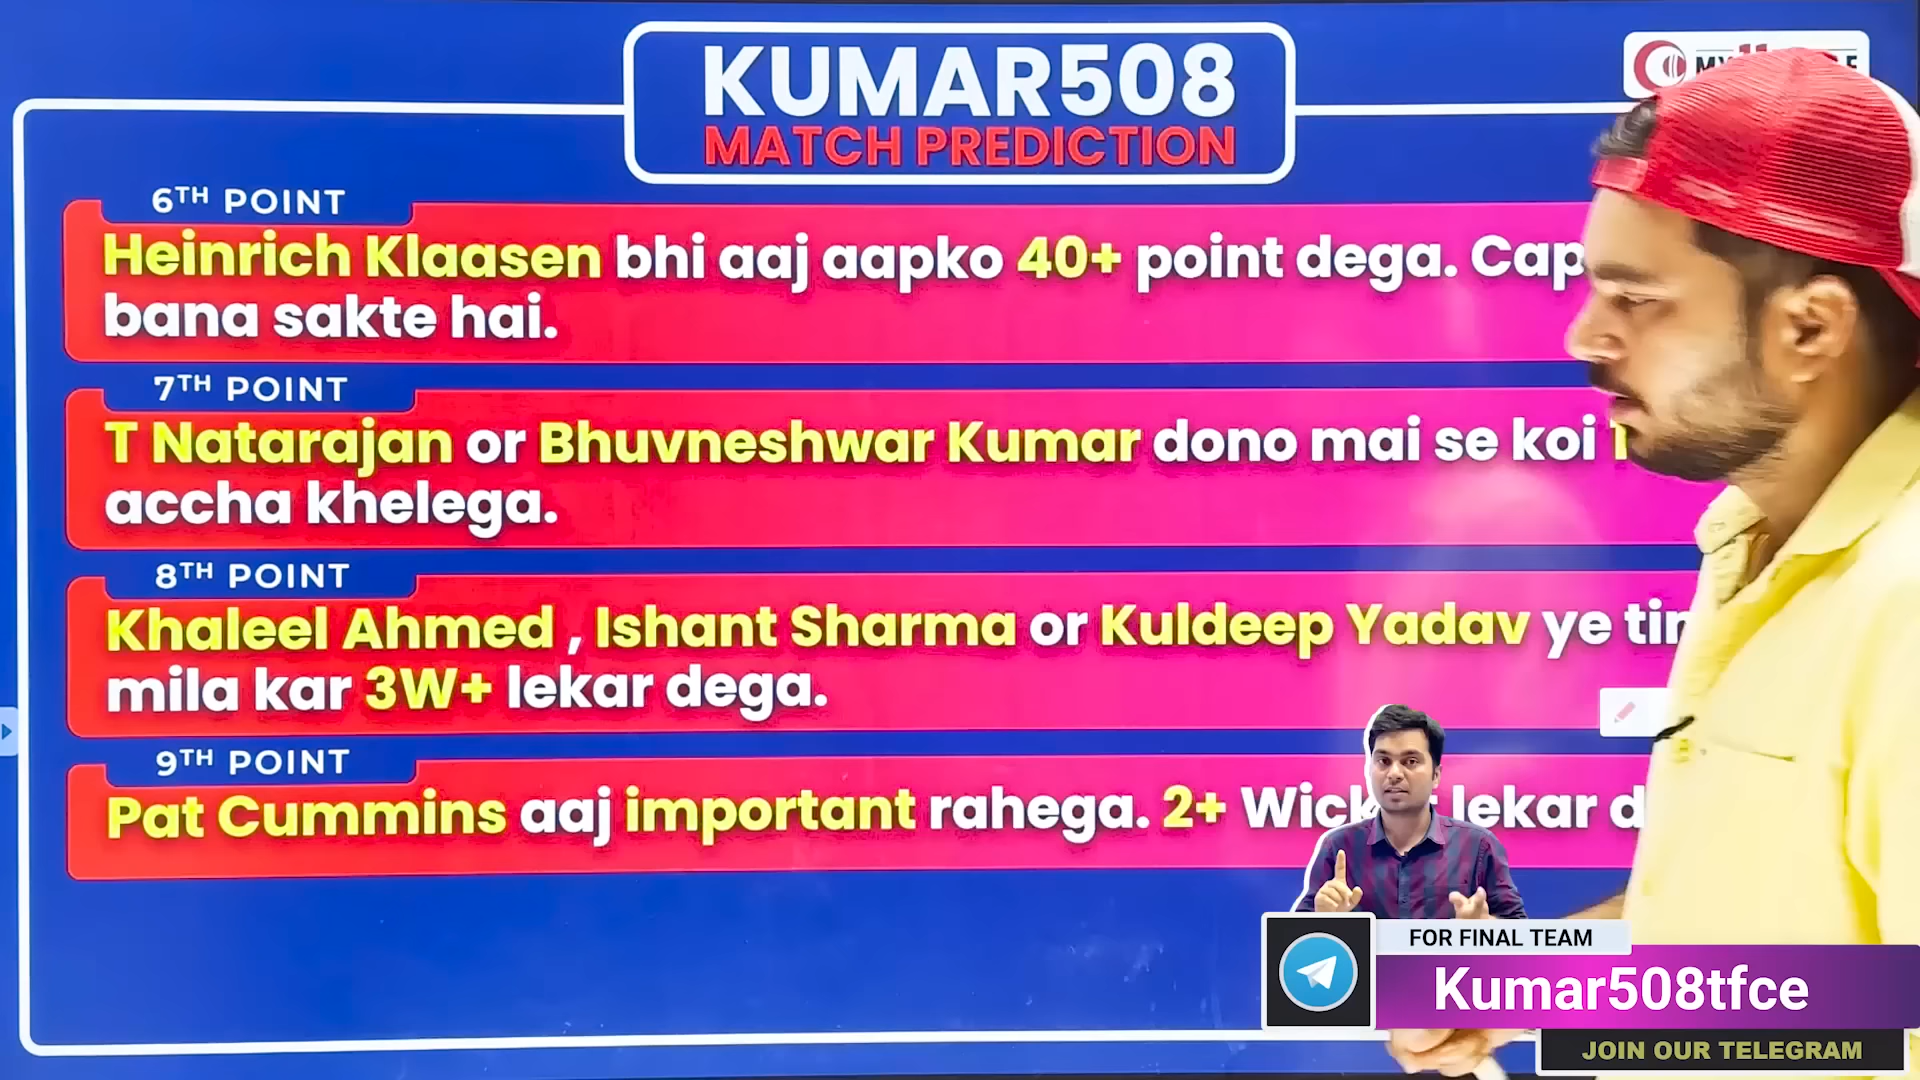 KUMAR508
MATCH PREDICTION
6TH POINT
Heinrich Klaasen bhi aaj aapko 40+ point dega.
bana sakte hai.
7TH POINT
T Natarajan or Bhuvneshwar Kumar dono mai se koi
accha khelega.
8TH POINT
Khaleel Ahmed , Ishant Sharma or Kuldeep Yadav ye
mila kar 3W+ lekar dega.
9TH POINT
Pat Cummins aaj important rahega. 2+ lekar
FOR FINAL TEAM
Kumar508tfce
JOIN OUR TELEGRAM